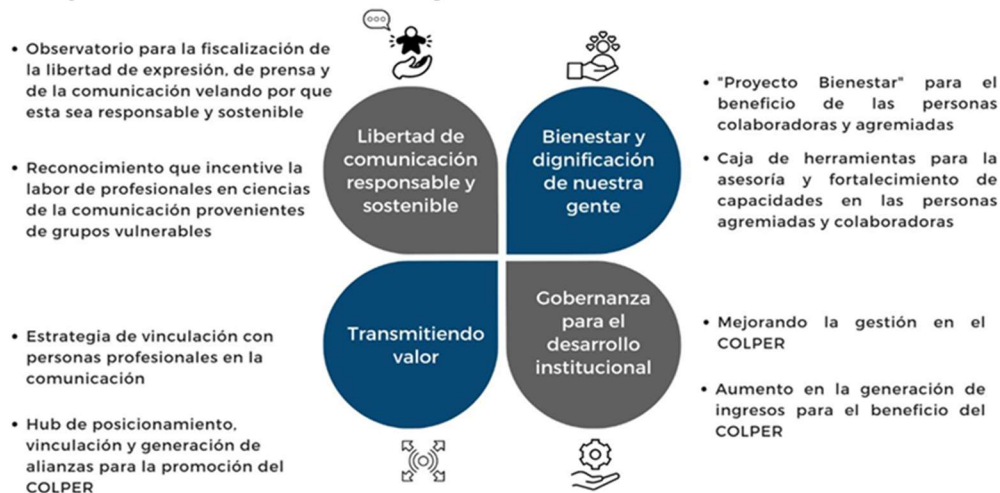 • Observatorio para la fiscalización de
la libertad de expresión, de prensa y
de la comunicación velando por que
esta sea responsable y sostenible
• Reconocimiento que incentive la
labor de profesionales en ciencias
de la comunicación provenientes
de grupos vulnerables
Libertad de
comunicación
responsable y
sostenible
Bienestar y
dignificación
de nuestra
gente
• "Proyecto Bienestar" para el
beneficio de las personas
colaboradoras y agremiadas
• Caja de herramientas para la
asesoría y fortalecimiento de
capacidades en las personas
agremiadas y colaboradoras
• Estrategia de vinculación con
personas profesionales en la
comunicación
• Hub de posicionamiento,
vinculación y generación de
alianzas para la promoción del
COLPER
Transmitiendo
valor
Gobernanza
para el
desarrollo
institucional
• Mejorando la gestión en el
COLPER
• Aumento en la generación de
ingresos para el beneficio del
COLPER